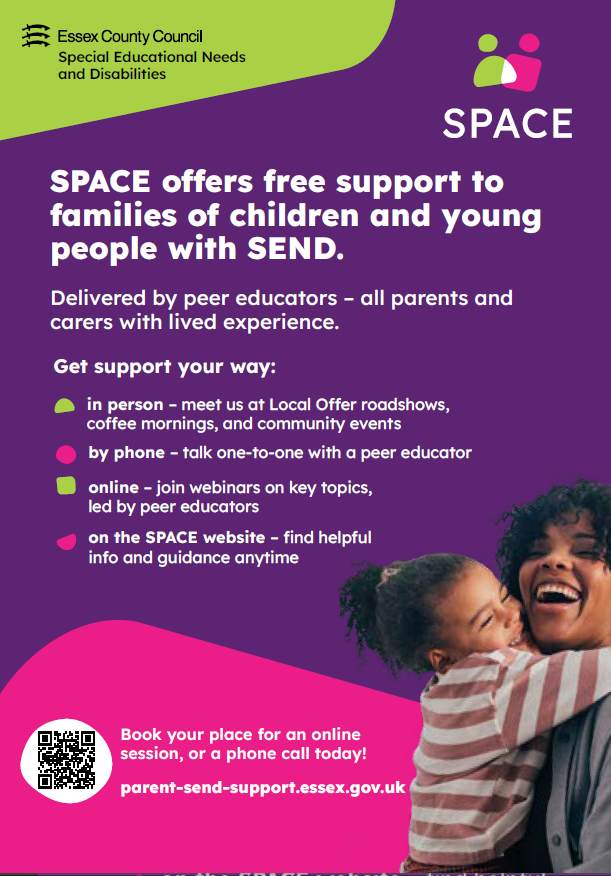 Essex County Council
Special Educational Needs
and Disabilities
SPACE
SPACE offers free support to
families of children and young
people with SEND.
Delivered by peer educators – all parents and
carers with lived experience.
Get support your way:
in person – meet us at Local Offer roadshows,
coffee mornings, and community events
by phone – talk one-to-one with a peer educator
online – join webinars on key topics,
led by peer educators
on the SPACE website – find helpful
info and guidance anytime
Book your place for an online
session, or a phone call today!
parent-send-support.essex.gov.uk